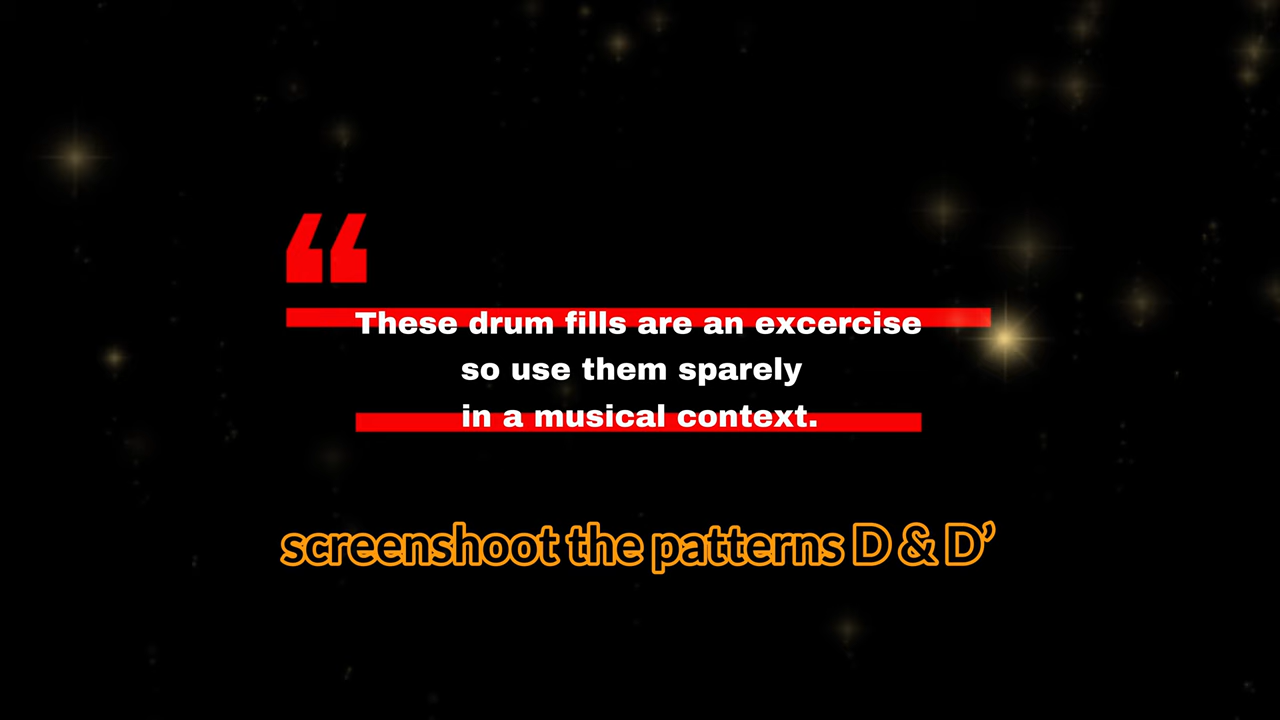 “
These drum fills are an excercise
so use them sparely
in a musical context.
screenshoot the patterns D & D’